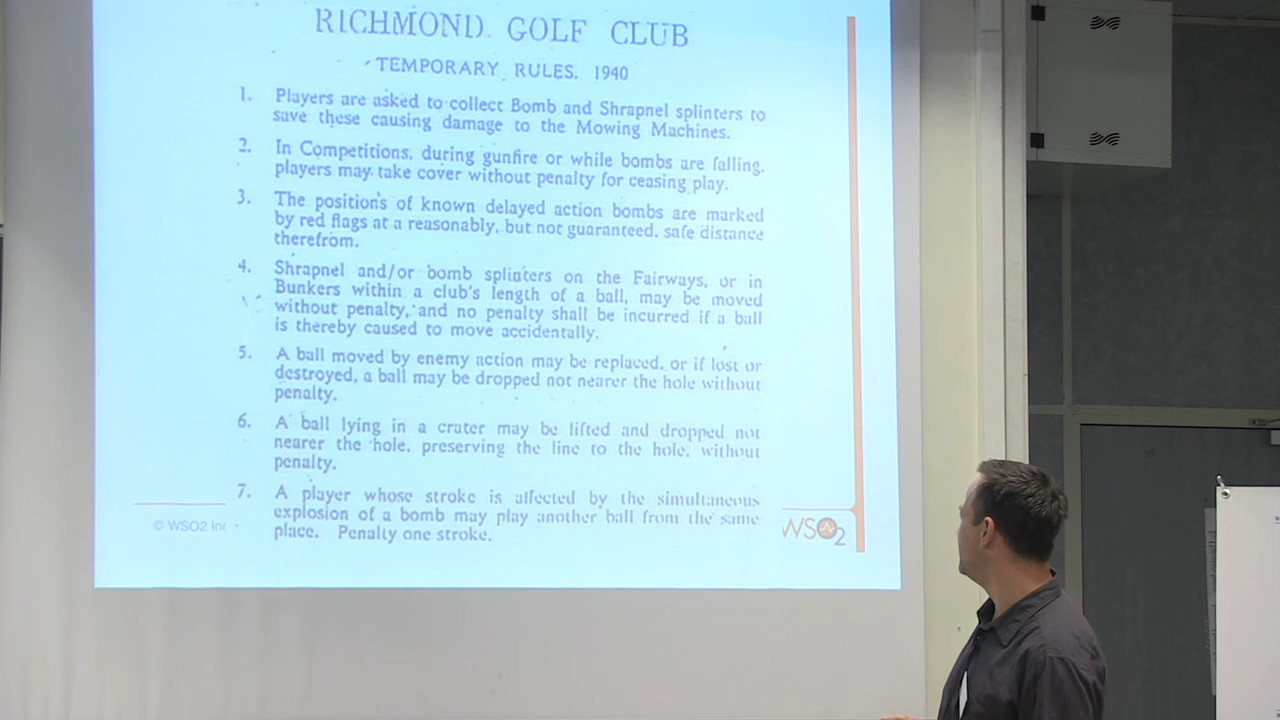 RICHMOND GOLF CLUB
TEMPORARY RULES. 1940
1. Players are asked to collect Bomb and Shrapnel splinters to
save these causing damage to the Mowing Machines.
2. In Competitions, during gunfire or while bombs are falling,
players may take cover without penalty for ceasing play.
3. The positions of known delayed action bombs are marked
by red flags at a reasonably, but not guaranteed, safe distance
therefrom.
4. Shrapnel and/or bomb splinters on the Fairways, or in
Bunkers within a club's length of a ball, may be moved
without penalty, and no penalty shall be incurred if a ball
is thereby caused to move accidentally.
5. A ball moved by enemy action may be replaced, or if lost or
destroyed, a ball may be dropped not nearer the hole without
penalty.
6. A ball lying in a crater may be lifted and dropped not
nearer the hole, preserving the line to the hole, without
penalty.
7. A player whose stroke is affected by the simultaneous
explosion of a bomb may play another ball from the same
place. Penalty one stroke.
© WSO2 Inc
WSO2